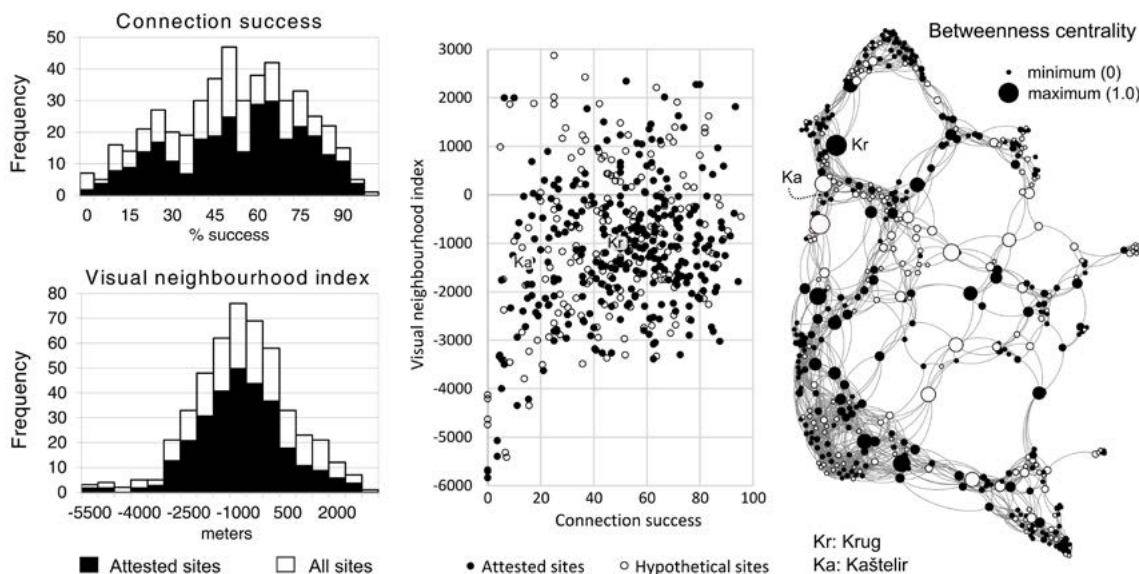 Connection success
50
40
30
20
10
0
Frequency
0 15 30 45 60 75 90
% success
Visual neighbourhood index
80
70
60
50
40
30
20
10
0
Frequency
-5500 -4000 -2500 -1000 500 2000
meters
Attested sites All sites
3000
2000
1000
0
-1000
-2000
-3000
-4000
-5000
-6000
Visual neighbourhood index
Kr
Ka
0 20 40 60 80 100
Connection success
Attested sites Hypothetical sites
Betweenness centrality
minimum (0)
maximum (1.0)
Kr
Ka
Kr: Krug
Ka: Kaštelir